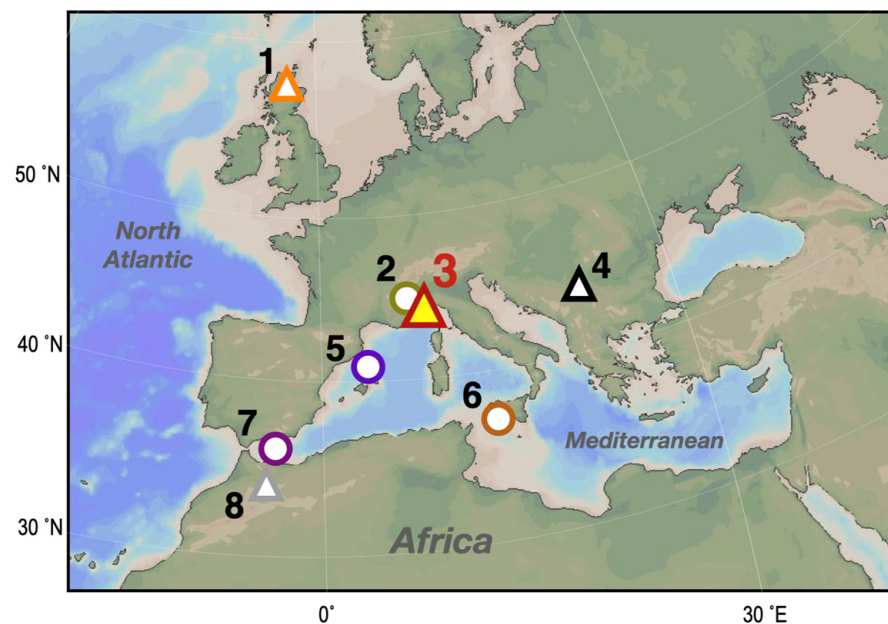 1
50 ˚N
North
Atlantic
2
3
4
40 ˚N
5
6
7
Mediterranean
8
30 ˚N
Africa
0˚
30 ˚E